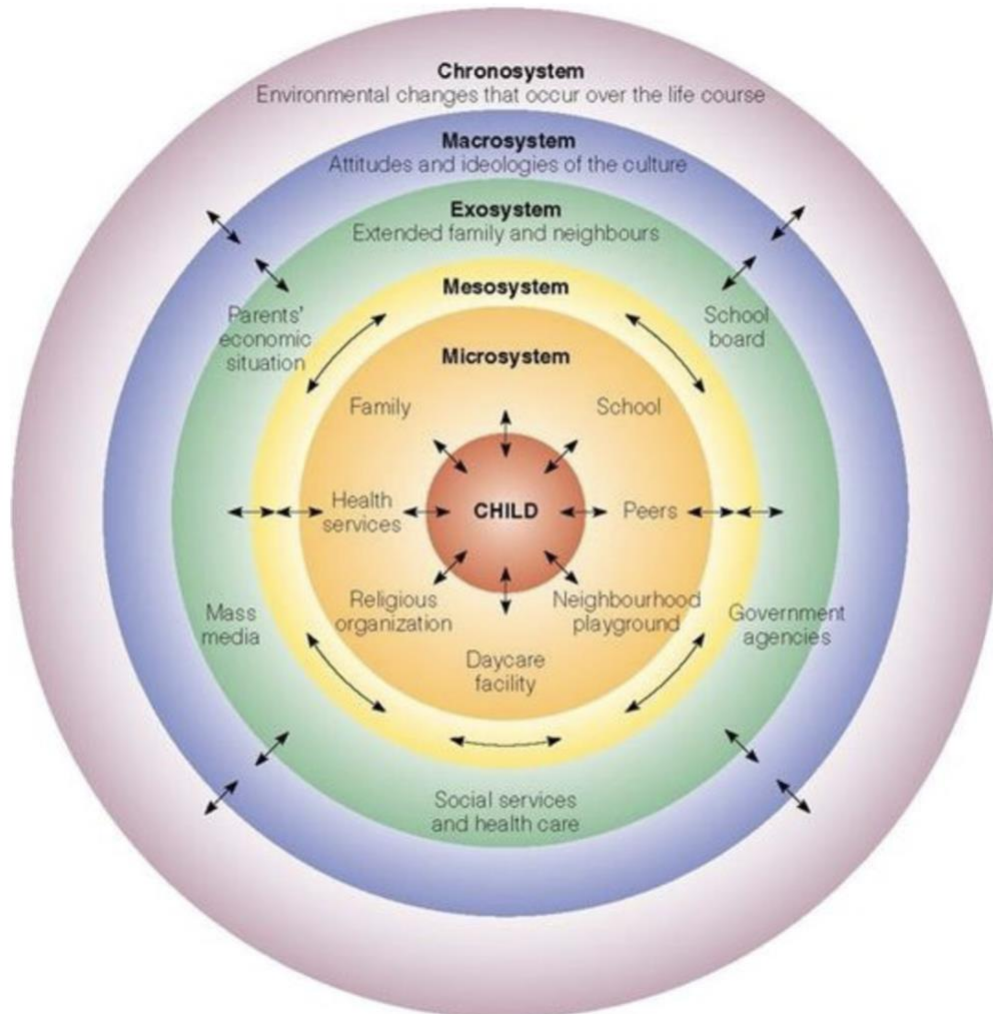 Chronosystem
Environmental changes that occur over the life course
Macrosystem
Attitudes and ideologies of the culture
Exosystem
Extended family and neighbours
Mesosystem
Parents'
economic
situation
School
board
Microsystem
Family
School
Health
services
CHILD
Peers
Religious
organization
Neighbourhood
playground
Mass
media
Government
agencies
Daycare
facility
Social services
and health care